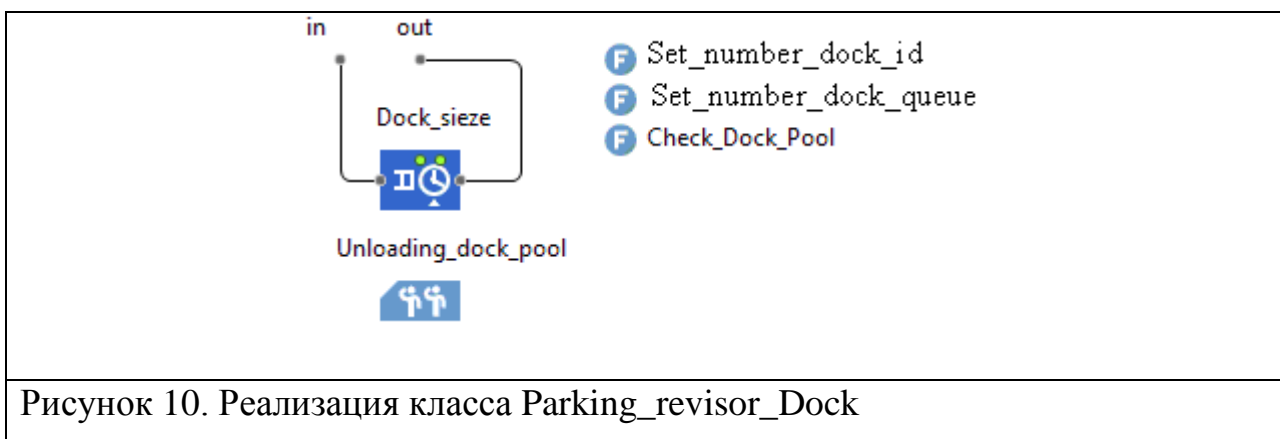 in out
Set_number_dock_id
Set_number_dock_queue
Dock_sieze
Check_Dock_Pool
Unloading_dock_pool
Рисунок 10. Реализация класса Parking_revisor_Dock